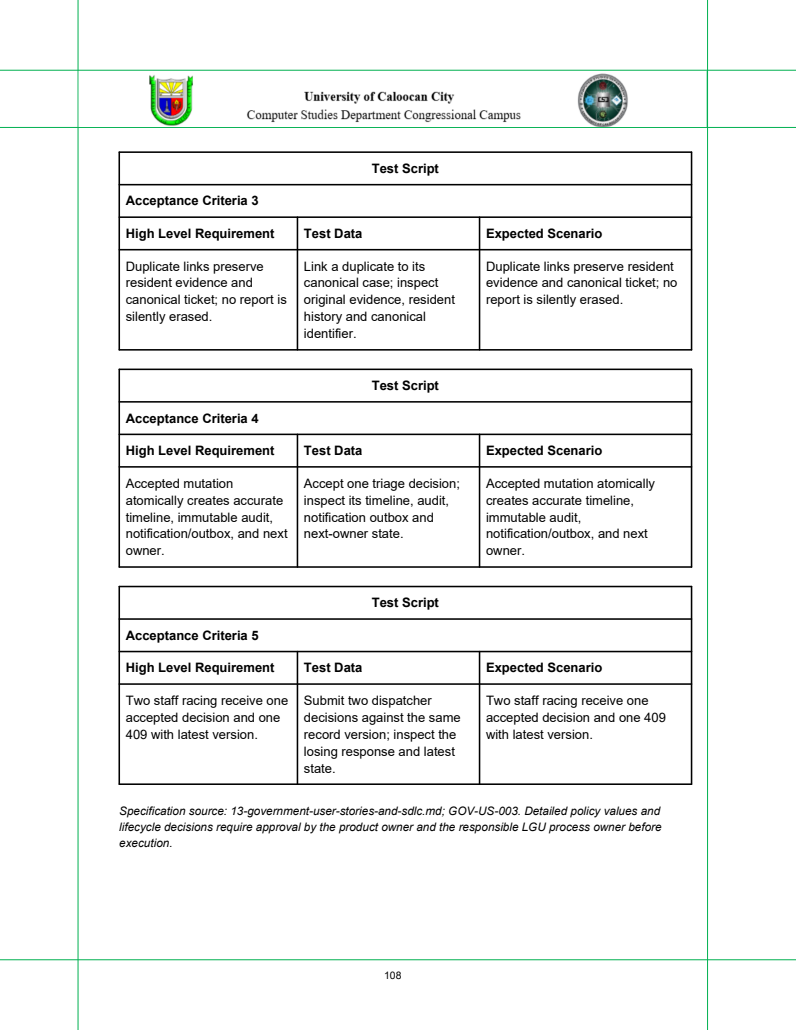 University of Caloocan City
Computer Studies Department Congressional Campus
Test Script
Acceptance Criteria 3
High Level Requirement
Test Data
Expected Scenario
Duplicate links preserve
resident evidence and
canonical ticket; no report is
silently erased.
Link a duplicate to its
canonical case; inspect
original evidence, resident
history and canonical
identifier.
Duplicate links preserve resident
evidence and canonical ticket; no
report is silently erased.
Test Script
Acceptance Criteria 4
High Level Requirement
Test Data
Expected Scenario
Accepted mutation
atomically creates accurate
timeline, immutable audit,
notification/outbox, and next
owner.
Accept one triage decision;
inspect its timeline, audit,
notification outbox and
next-owner state.
Accepted mutation atomically
creates accurate timeline,
immutable audit,
notification/outbox, and next
owner.
Test Script
Acceptance Criteria 5
High Level Requirement
Test Data
Expected Scenario
Two staff racing receive one
accepted decision and one
409 with latest version.
Submit two dispatcher
decisions against the same
record version; inspect the
losing response and latest
state.
Two staff racing receive one
accepted decision and one 409
with latest version.
Specification source: 13-government-user-stories-and-sdlc.md; GOV-US-003. Detailed policy values and
lifecycle decisions require approval by the product owner and the responsible LGU process owner before
execution.
108